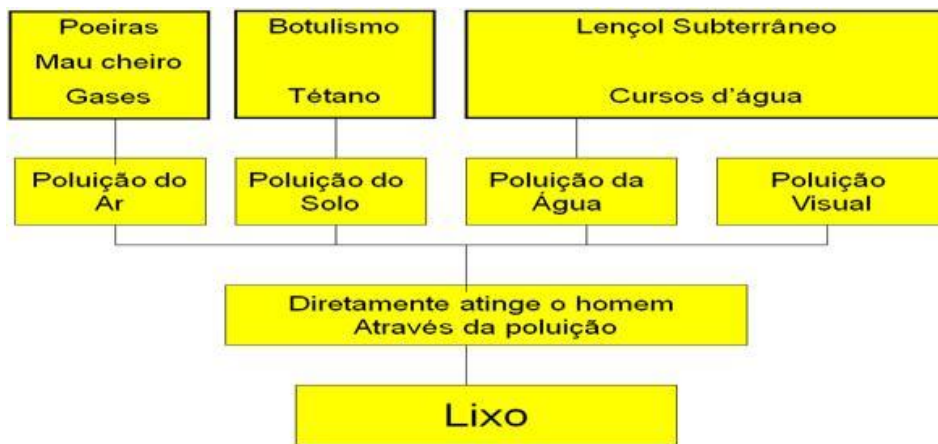 Poeiras
Mau cheiro
Gases
Botulismo
Tétano
Lençol Subterrâneo
Cursos d'água
Poluição do
Ar
Poluição do
Solo
Poluição da
Água
Poluição
Visual
Diretamente atinge o homem
Através da poluição
Lixo